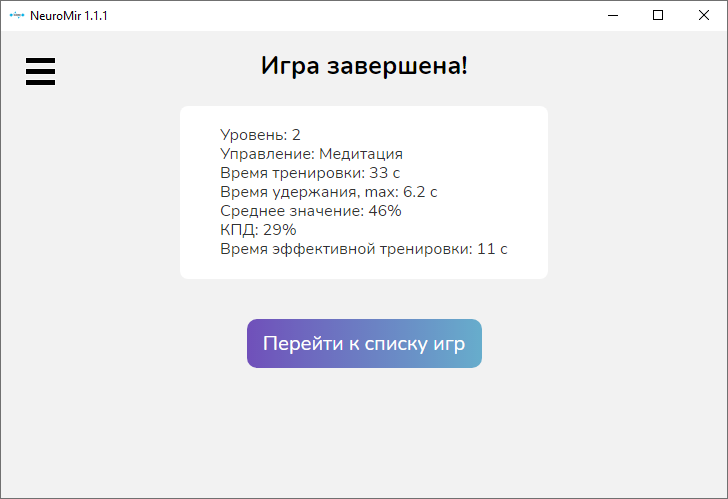 NeuroMir 1.1.1
Игра завершена!
Уровень: 2
Управление: Медитация
Время тренировки: 33 с
Время удержания, max: 6.2 с
Среднее значение: 46%
КПД: 29%
Время эффективной тренировки: 11 с
Перейти к списку игр